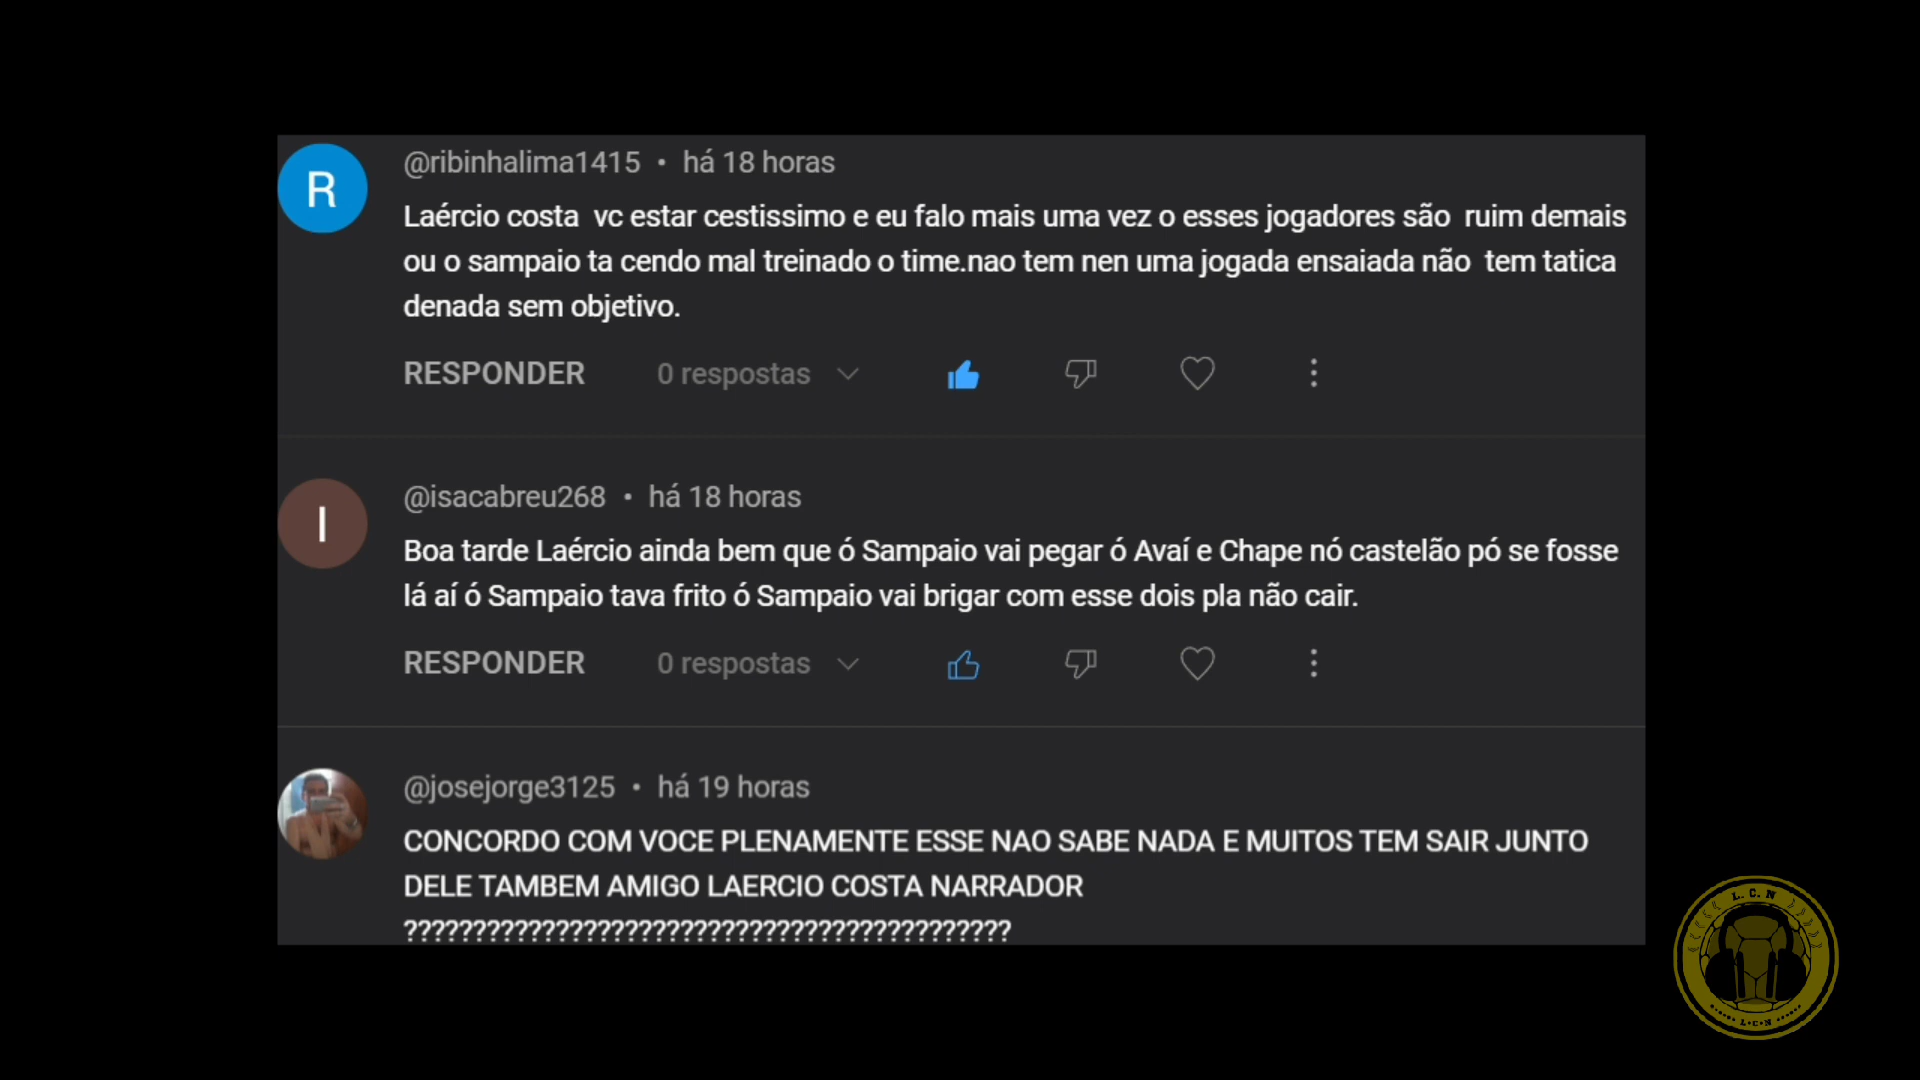 R
@ribinhalima1415 • há 18 horas
Laércio costa  vc estar cestissimo e eu falo mais uma vez o esses jogadores são  ruim demais
ou o sampaio ta cendo mal treinado o time.nao tem nen uma jogada ensaiada não  tem tatica
denada sem objetivo.
RESPONDER 0 respostas
I
@isacabreu268 • há 18 horas
Boa tarde Laércio ainda bem que ó Sampaio vai pegar ó Avaí e Chape nó castelão pó se fosse
lá aí ó Sampaio tava frito ó Sampaio vai brigar com esse dois pla não cair.
RESPONDER 0 respostas
@josejorge3125 • há 19 horas
CONCORDO COM VOCE PLENAMENTE ESSE NAO SABE NADA E MUITOS TEM SAIR JUNTO
DELE TAMBEM AMIGO LAERCIO COSTA NARRADOR
????????????????????????????????????????????
L. C. N
L•C•N